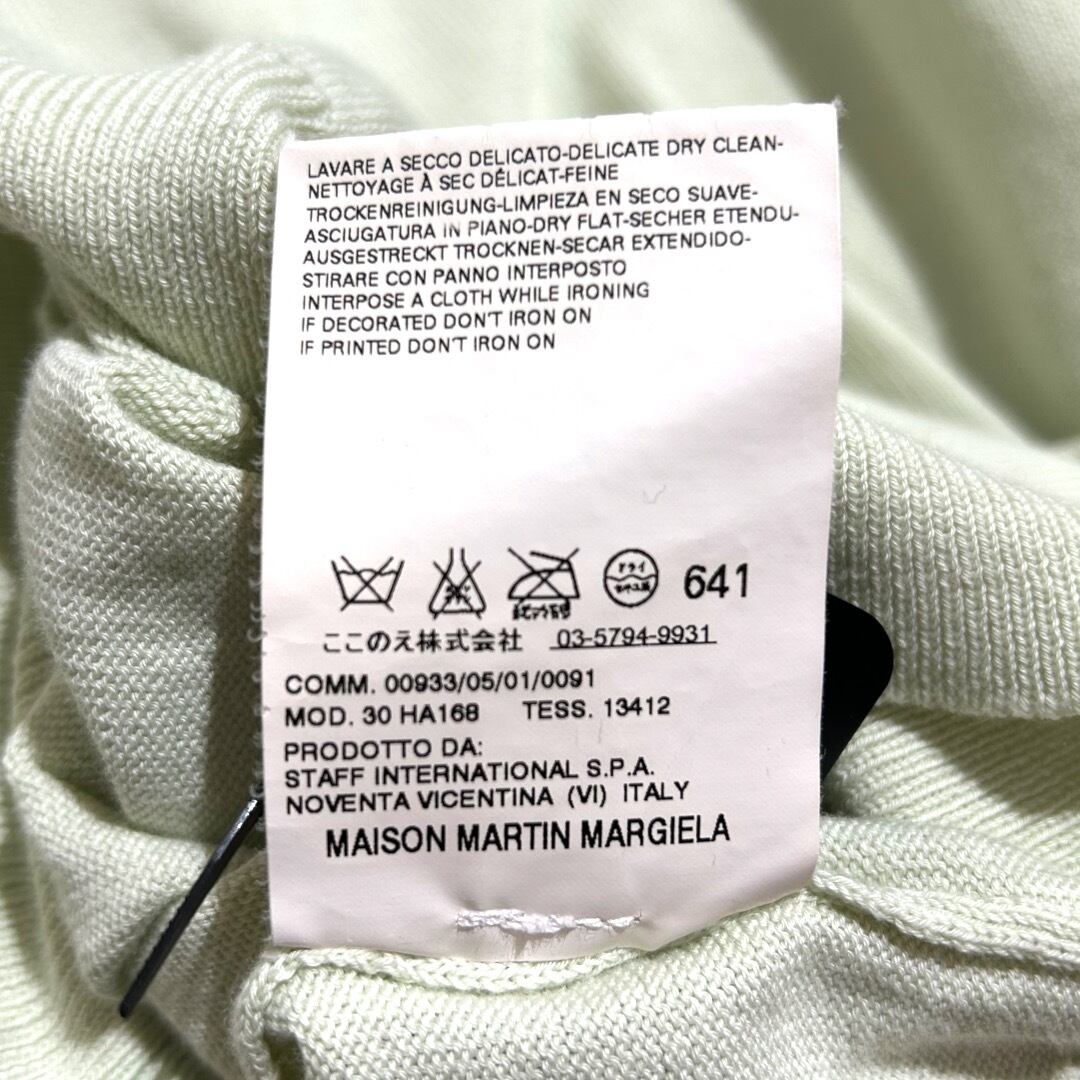 LAVARE A SECCO DELICATO-DELICATE DRY CLEAN-
NETTOYAGE À SEC DÉLICAT-FEINE
TROCKENREINIGUNG-LIMPIEZA EN SECO SUAVE-
ASCIUGATURA IN PIANO-DRY FLAT-SECHER ETENDU-
AUSGESTRECKT TROCKNEN-SECAR EXTENDIDO-
STIRARE CON PANNO INTERPOSTO
INTERPOSE A CLOTH WHILE IRONING
IF DECORATED DON'T IRON ON
IF PRINTED DON'T IRON ON
ドライ
641
ここのえ株式会社 03-5794-9931
COMM. 00933/05/01/0091
MOD. 30 HA168 TESS. 13412
PRODOTTO DA:
STAFF INTERNATIONAL S.P.A.
NOVENTA VICENTINA (VI) ITALY
MAISON MARTIN MARGIELA